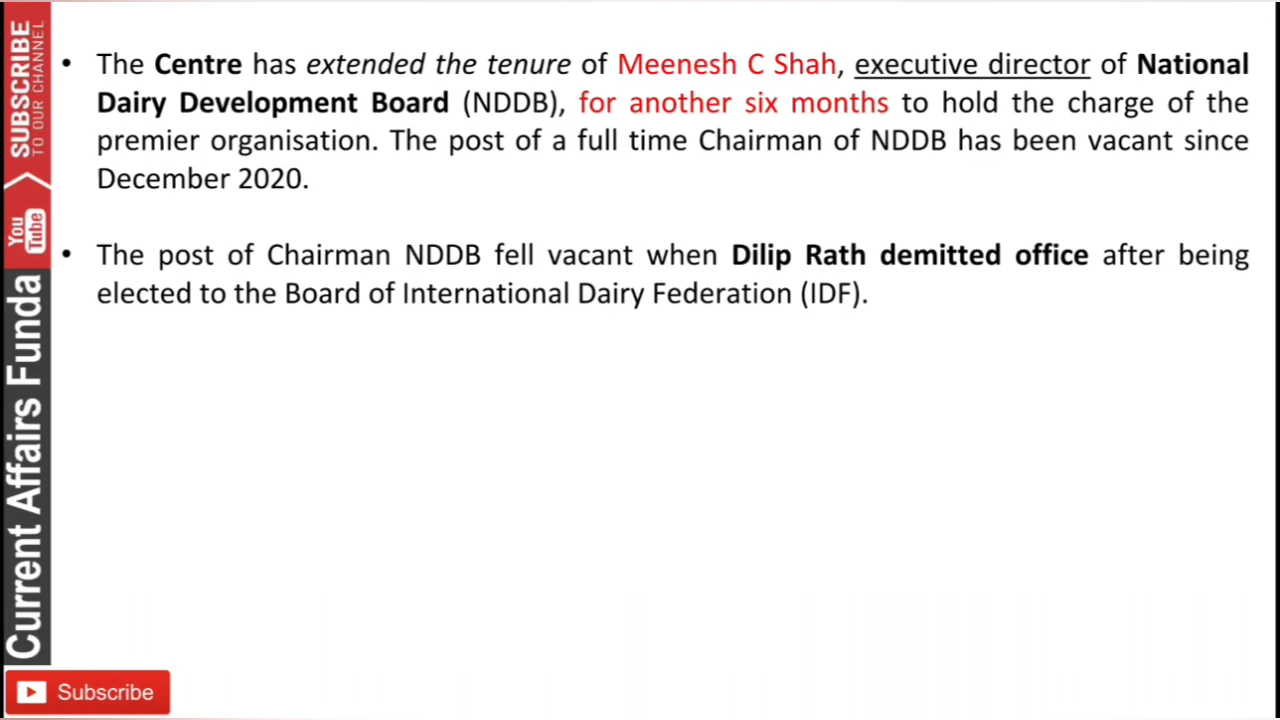 • The Centre has extended the tenure of Meenesh C Shah, executive director of National
Dairy Development Board (NDDB), for another six months to hold the charge of the
premier organisation. The post of a full time Chairman of NDDB has been vacant since
December 2020.
• The post of Chairman NDDB fell vacant when Dilip Rath demitted office after being
elected to the Board of International Dairy Federation (IDF).
SUBSCRIBE
TO OUR CHANNEL
You
Tube
Current Affairs Funda
Subscribe